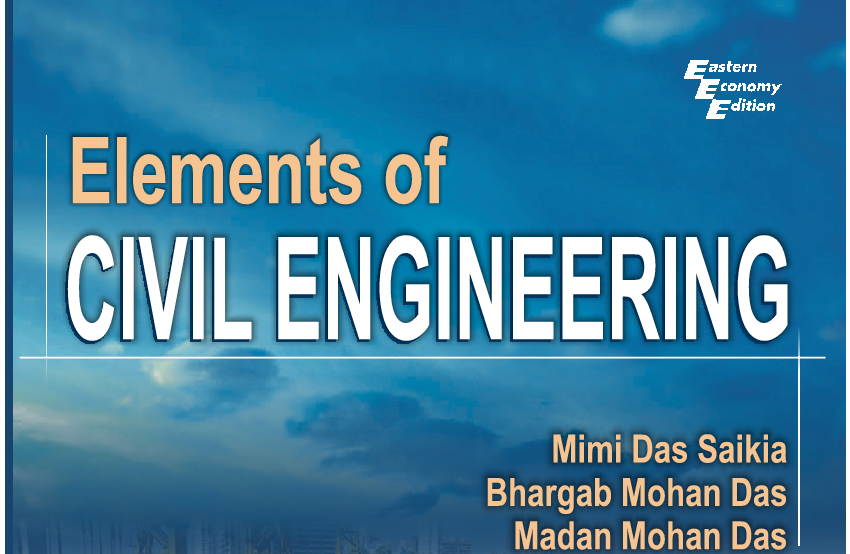 Eastern
Economy
Edition
Elements of
CIVIL ENGINEERING
Mimi Das Saikia
Bhargab Mohan Das
Madan Mohan Das